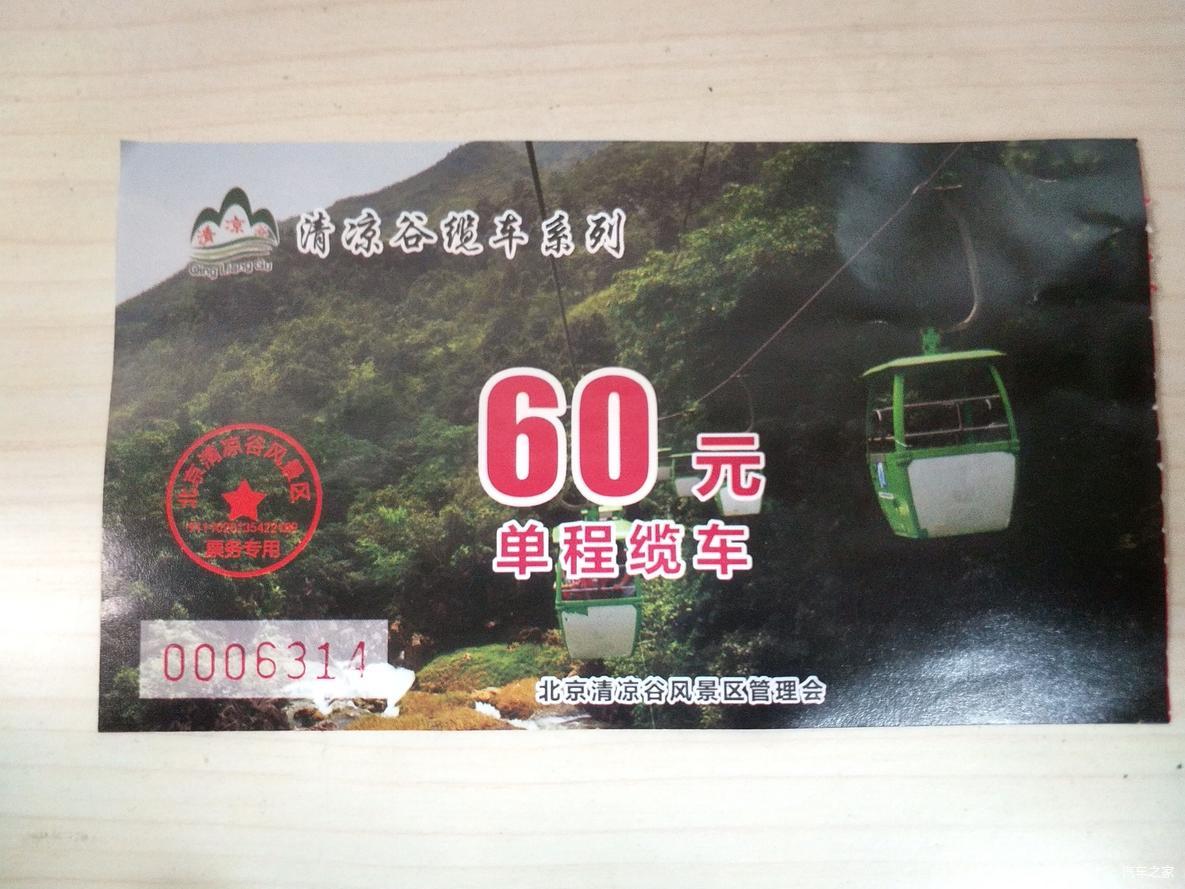 清凉谷
Qing Liang Gu
清凉谷缆车系列
60元
单程缆车
北京清凉谷风景区
票务专用
0006314
北京清凉谷风景区管理会
汽车之家